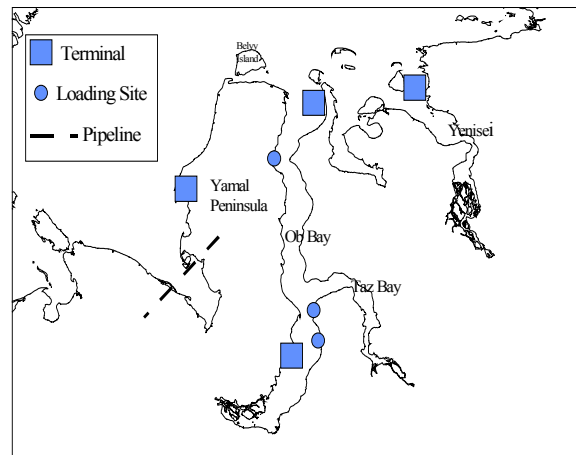 Terminal
Loading Site
Pipeline
Belyy
Island
Yenisei
Yamal
Peninsula
Ob Bay
Taz Bay